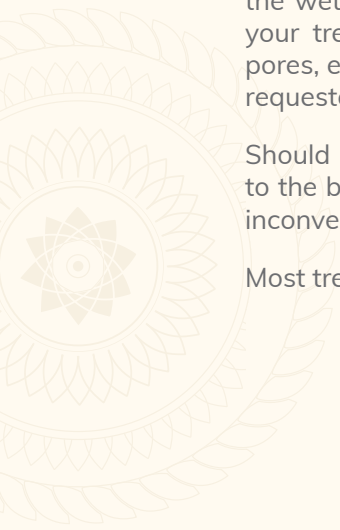 the wet
your tre
pores, e
requeste
Should
to the b
inconve
Most tre